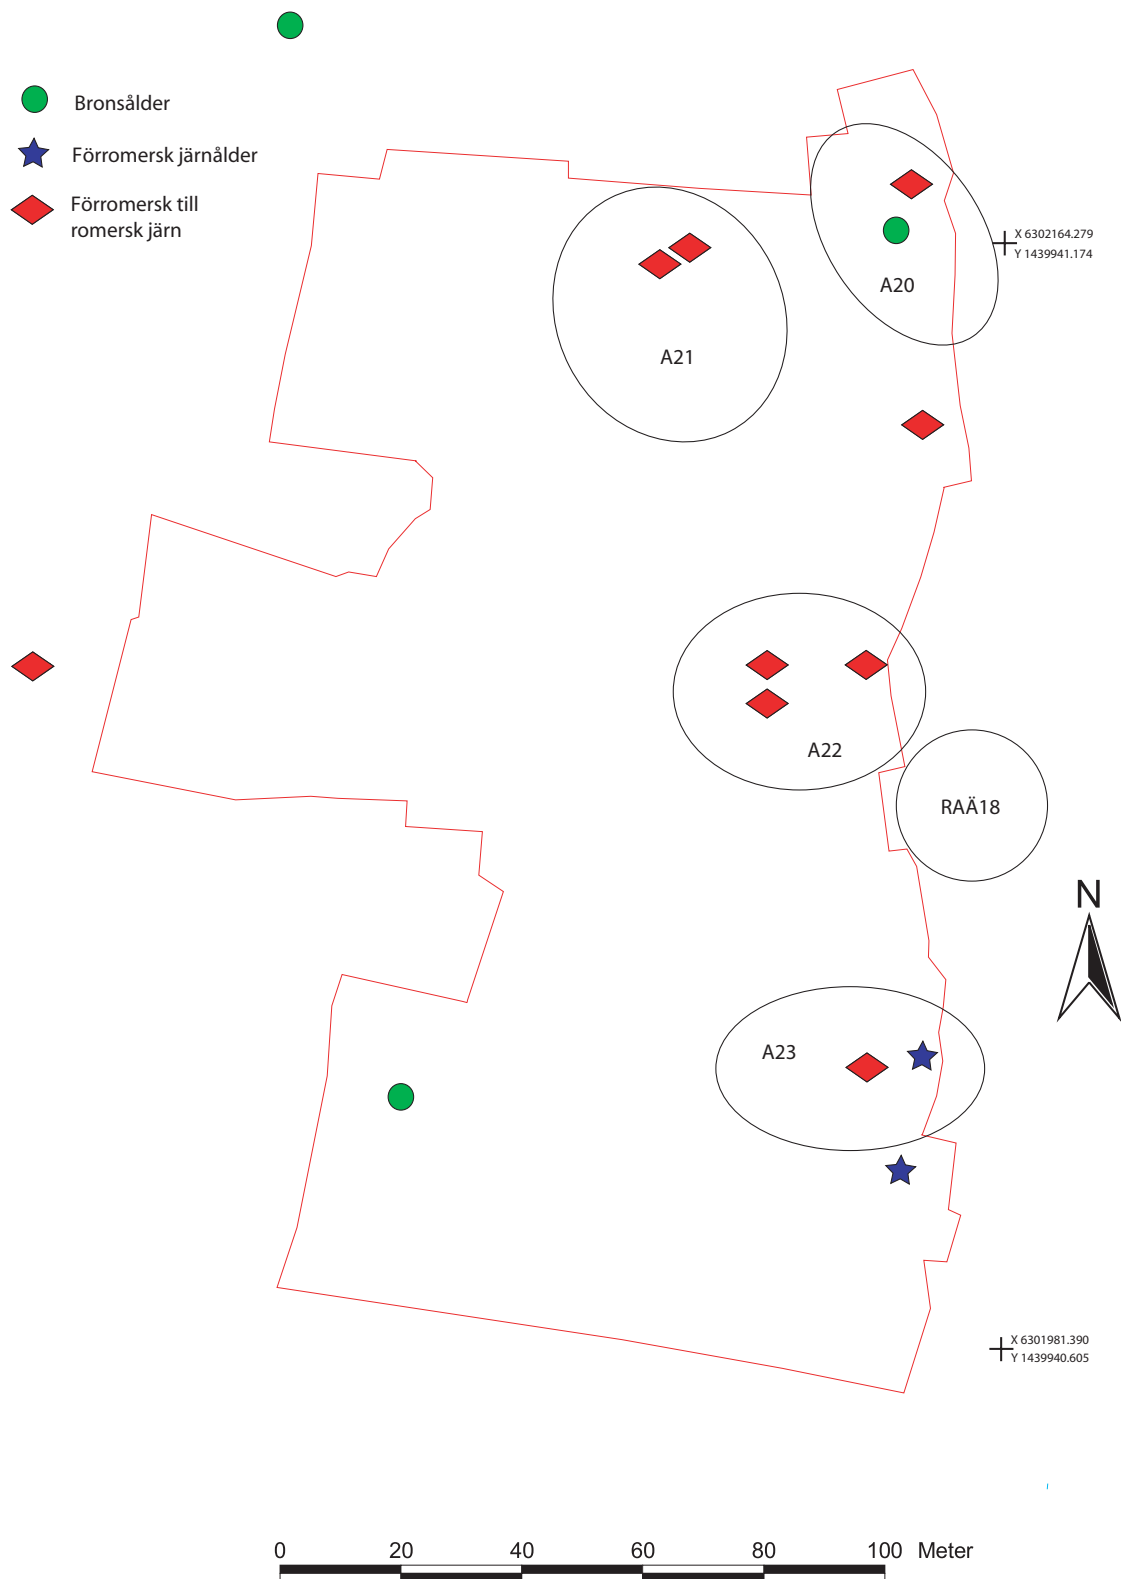 Bronsålder
Förromersk järnålder
Förromersk till
romersk järn
X 6302164.279
Y 1439941.174
A20
A21
A22
RAÄ18
N
A23
X 6301981.390
Y 1439940.605
0 20 40 60 80 100 Meter